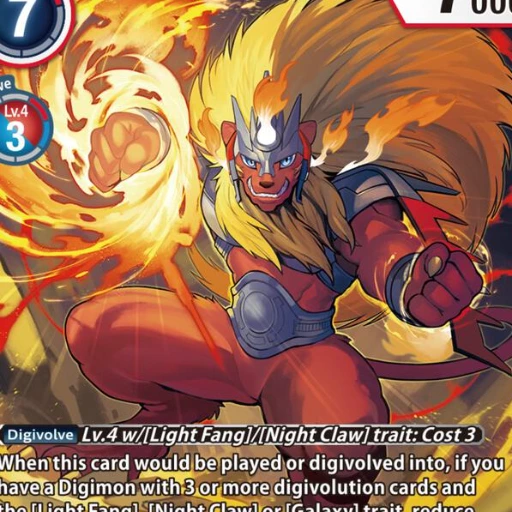 7
7000
ve
Lv.4
3
Digivolve Lv.4 w/[Light Fang]/[Night Claw] trait: Cost 3
When this card would be played or digivolved into, if you
have a Digimon with 3 or more digivolution cards and
the [Light Fang], [Night Claw] or [Galaxy] trait, reduce